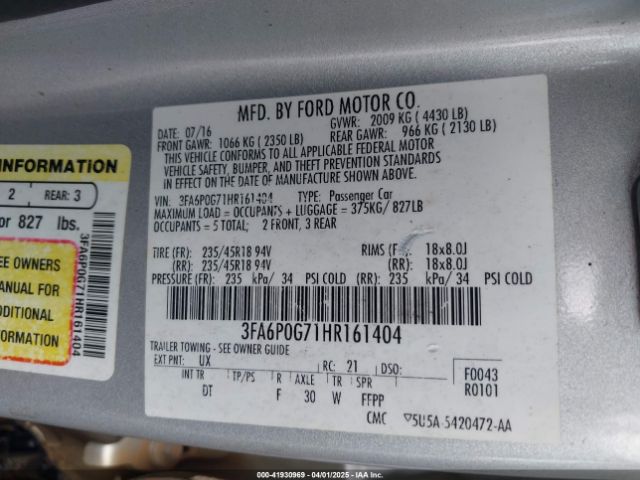 MFD. BY FORD MOTOR CO.
DATE: 07/16 GVWR: 2009 KG ( 4430 LB)
FRONT GAWR: 1066 KG ( 2350 LB) REAR GAWR: 966 KG ( 2130 LB)
THIS VEHICLE CONFORMS TO ALL APPLICABLE FEDERAL MOTOR
VEHICLE SAFETY, BUMPER, AND THEFT PREVENTION STANDARDS
IN EFFECT ON THE DATE OF MANUFACTURE SHOWN ABOVE.
VIN: 3FA6P0G71HR161404 TYPE: Passenger Car
MAXIMUM LOAD = OCCUPANTS + LUGGAGE = 375KG/ 827LB
OCCUPANTS = 5 TOTAL; 2 FRONT, 3 REAR
TIRE (FR): 235/45R18 94V RIMS (F 18x8.0J
(RR): 235/45R18 94V (RR): 18x8.0J
PRESSURE (FR): 235 kPa/ 34 PSI COLD (RR): 235 kPa/ 34 PSI COLD
3FA6P0G71HR161404
TRAILER TOWING - SEE OWNER GUIDE
EXT PNT: UX RC: 21 DSO: F0043
INT TR TP/PS R AXLE TR SPR R0101
DT F 30 W FFPP
CMC 5U5A-5420472-AA
INFORMATION
2 REAR: 3
or 827 lbs.
SEE OWNERS
MANUAL FOR
ADDITIONAL
INFORMATION
3FA6P0G71HR161404
000-41930969 - 04/01/2025 - IAAI.COM